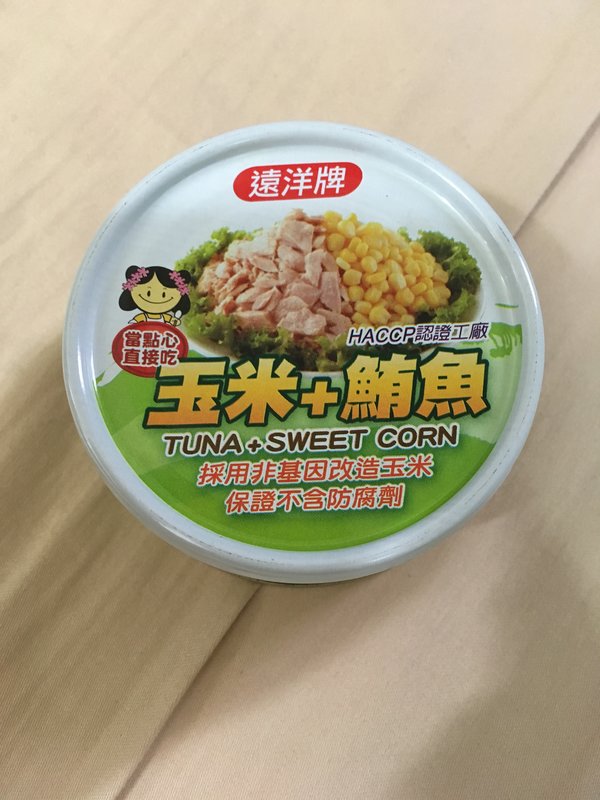 遠洋牌
HACCP認證工廠
當點心
直接吃
玉米+鮪魚
TUNA+SWEET CORN
採用非基因改造玉米
保證不含防腐劑